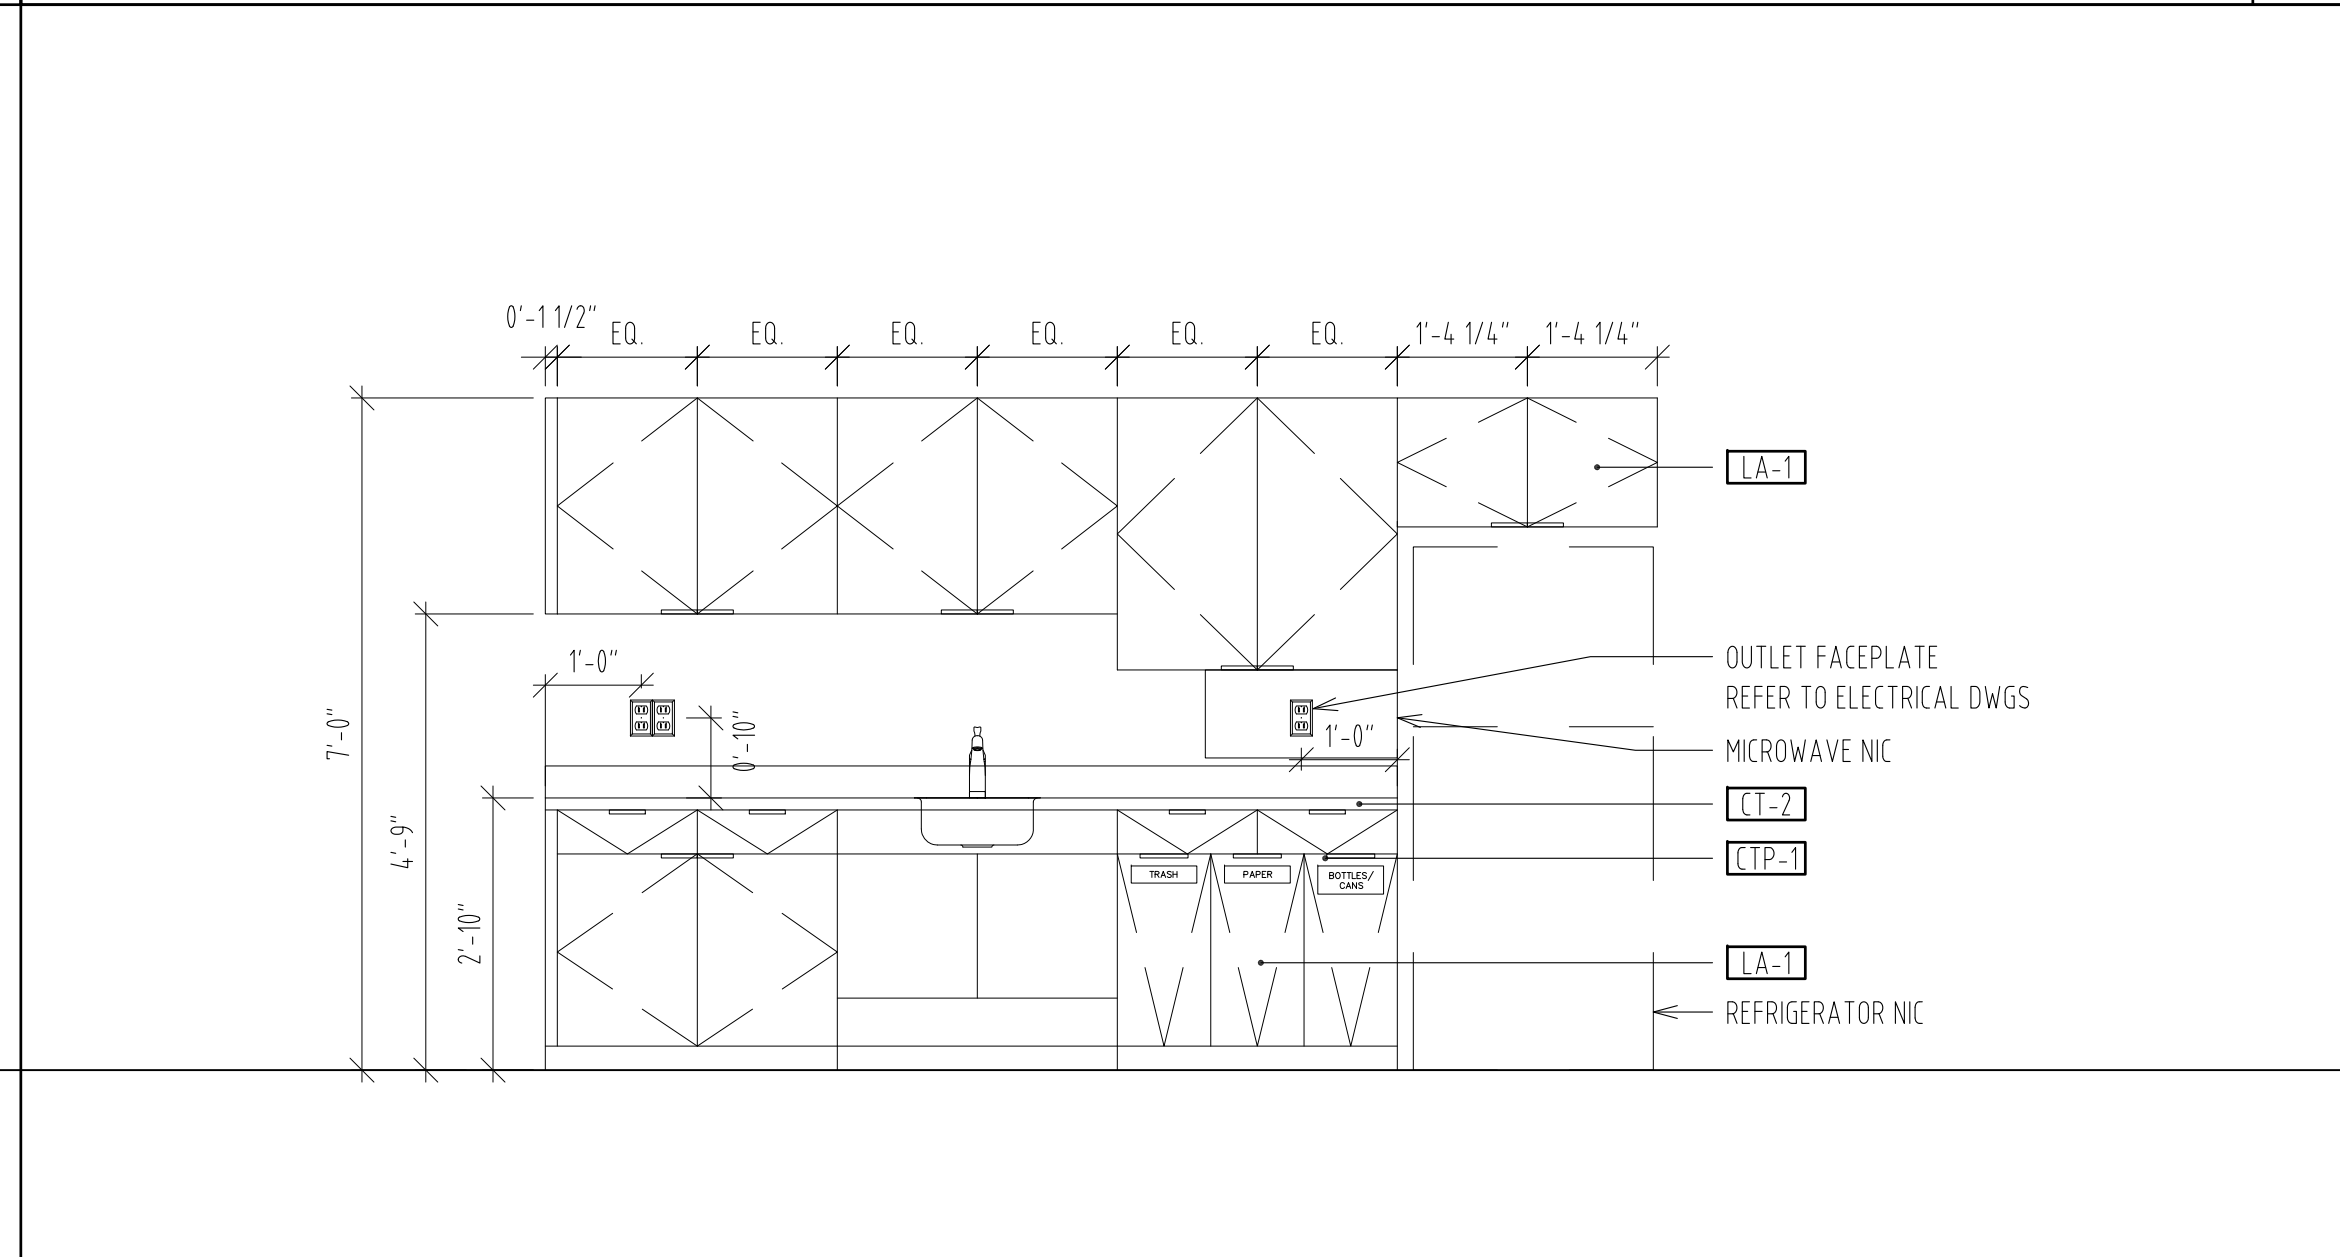 0'-1 1/2"
EQ.
EQ.
EQ.
EQ.
EQ.
EQ.
1'-4 1/4"
1'-4 1/4"
LA-1
1'-0"
OUTLET FACEPLATE
REFER TO ELECTRICAL DWGS
7'-0"
0'-10"
1'-0"
MICROWAVE NIC
CT-2
4'-9"
CTP-1
TRASH
PAPER
BOTTLES/
CANS
2'-10"
LA-1
REFRIGERATOR NIC